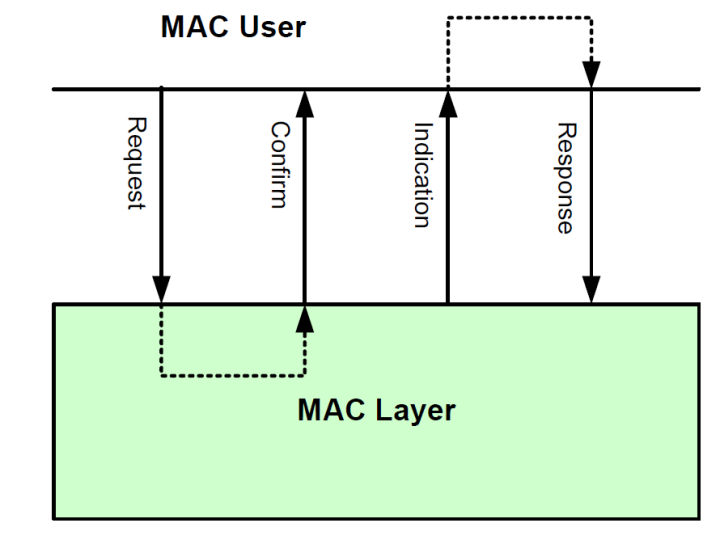 MAC User
Request
Confirm
Indication
Response
MAC Layer